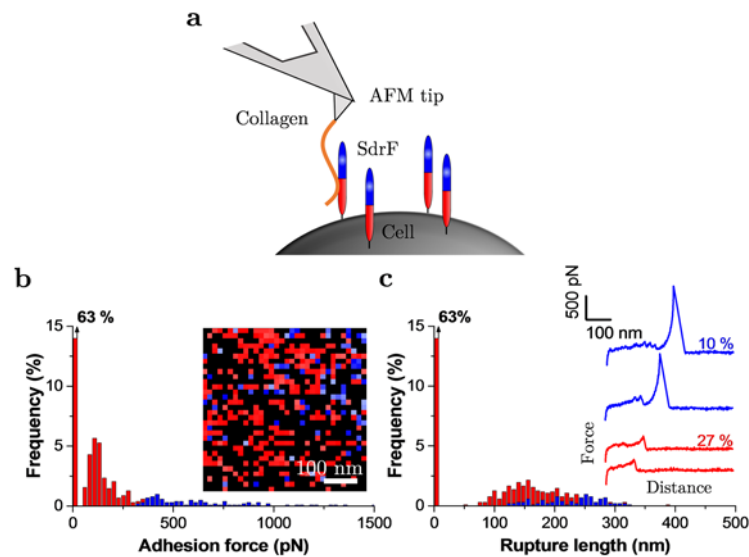 a
AFM tip
Collagen
SdrF
Cell
b
63 %
15
10
5
0
Frequency (%)
100 nm
0
500
1000
1500
Adhesion force (pN)
c
63%
15
10
5
0
Frequency (%)
500 pN
100 nm
10 %
27 %
Force
Distance
0
100
200
300
400
500
Rupture length (nm)